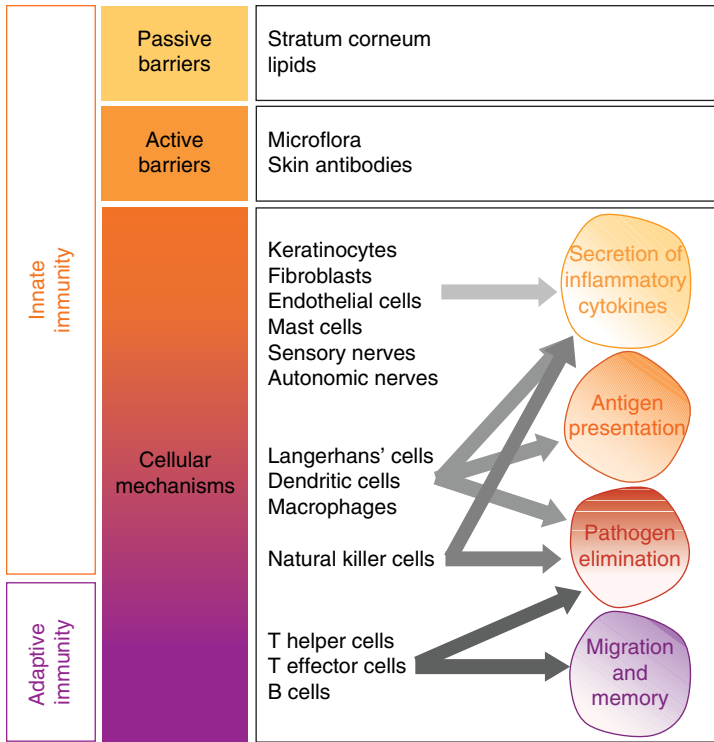 Innate
immunity
Adaptive
immunity
Passive
barriers
Stratum corneum
lipids
Active
barriers
Microflora
Skin antibodies
Cellular
mechanisms
Keratinocytes
Fibroblasts
Endothelial cells
Mast cells
Sensory nerves
Autonomic nerves
Langerhans’ cells
Dendritic cells
Macrophages
Natural killer cells
T helper cells
T effector cells
B cells
Secretion of
inflammatory
cytokines
Antigen
presentation
Pathogen
elimination
Migration
and
memory